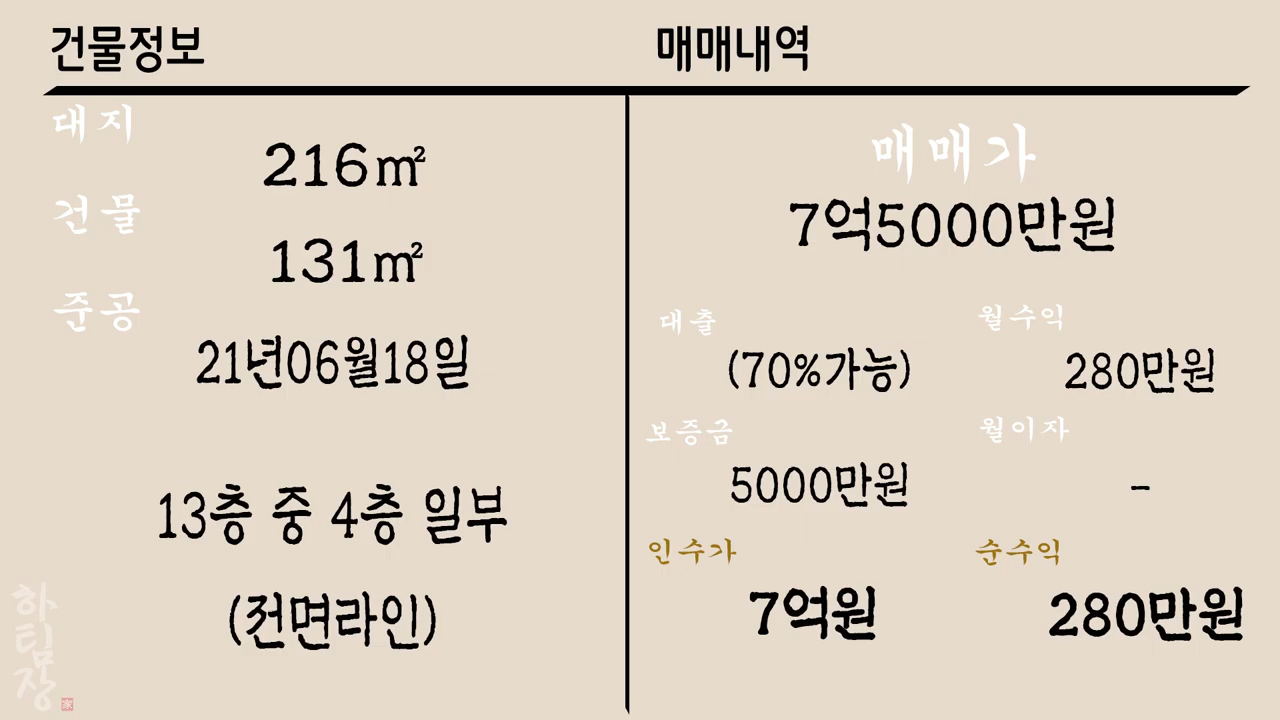 건물정보
대지
216㎡
건물
131㎡
준공
21년06월18일
13층 중 4층 일부
(전면라인)
매매내역
매매가
7억5000만원
대출
(70%가능)
월수익
280만원
보증금
5000만원
월이자
-
인수가
7억원
순수익
280만원
하팀장